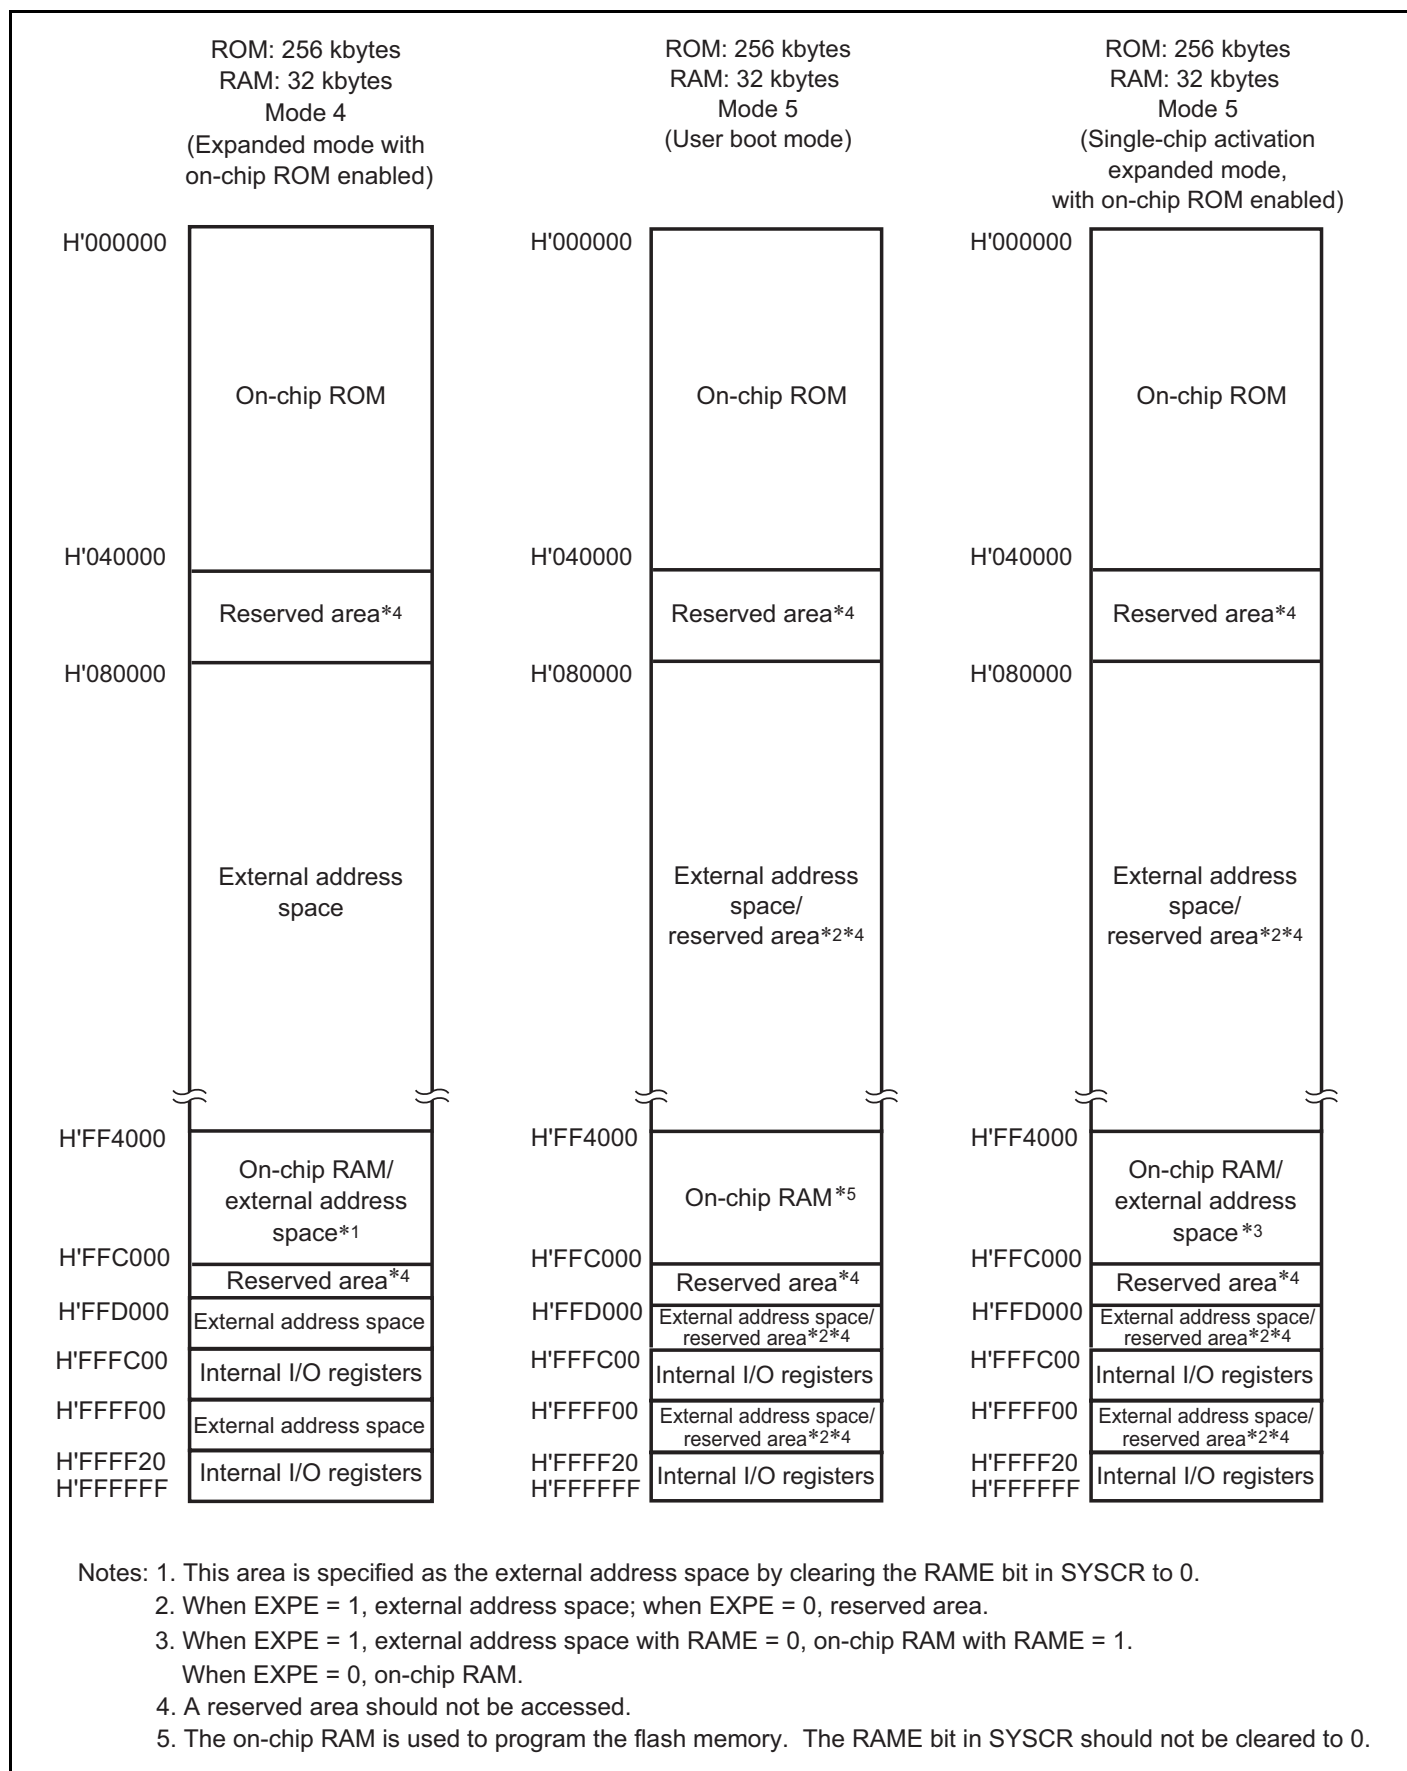 ROM: 256 kbytes
RAM: 32 kbytes
Mode 4
(Expanded mode with
on-chip ROM enabled)
H'000000
On-chip ROM
H'040000
Reserved area*4
H'080000
External address
space
H'FF4000
On-chip RAM/
external address
space*1
H'FFC000
Reserved area*4
H'FFD000
External address space
H'FFFC00
Internal I/O registers
H'FFFF00
External address space
H'FFFF20
Internal I/O registers
H'FFFFFF
ROM: 256 kbytes
RAM: 32 kbytes
Mode 5
(User boot mode)
H'000000
On-chip ROM
H'040000
Reserved area*4
H'080000
External address
space/
reserved area*2*4
H'FF4000
On-chip RAM*5
H'FFC000
Reserved area*4
H'FFD000
External address space/
reserved area*2*4
H'FFFC00
Internal I/O registers
H'FFFF00
External address space/
reserved area*2*4
H'FFFF20
Internal I/O registers
H'FFFFFF
ROM: 256 kbytes
RAM: 32 kbytes
Mode 5
(Single-chip activation
expanded mode,
with on-chip ROM enabled)
H'000000
On-chip ROM
H'040000
Reserved area*4
H'080000
External address
space/
reserved area*2*4
H'FF4000
On-chip RAM/
external address
space*3
H'FFC000
Reserved area*4
H'FFD000
External address space/
reserved area*2*4
H'FFFC00
Internal I/O registers
H'FFFF00
External address space/
reserved area*2*4
H'FFFF20
Internal I/O registers
H'FFFFFF
Notes: 1. This area is specified as the external address space by clearing the RAME bit in SYSCR to 0.
2. When EXPE = 1, external address space; when EXPE = 0, reserved area.
3. When EXPE = 1, external address space with RAME = 0, on-chip RAM with RAME = 1.
When EXPE = 0, on-chip RAM.
4. A reserved area should not be accessed.
5. The on-chip RAM is used to program the flash memory. The RAME bit in SYSCR should not be cleared to 0.